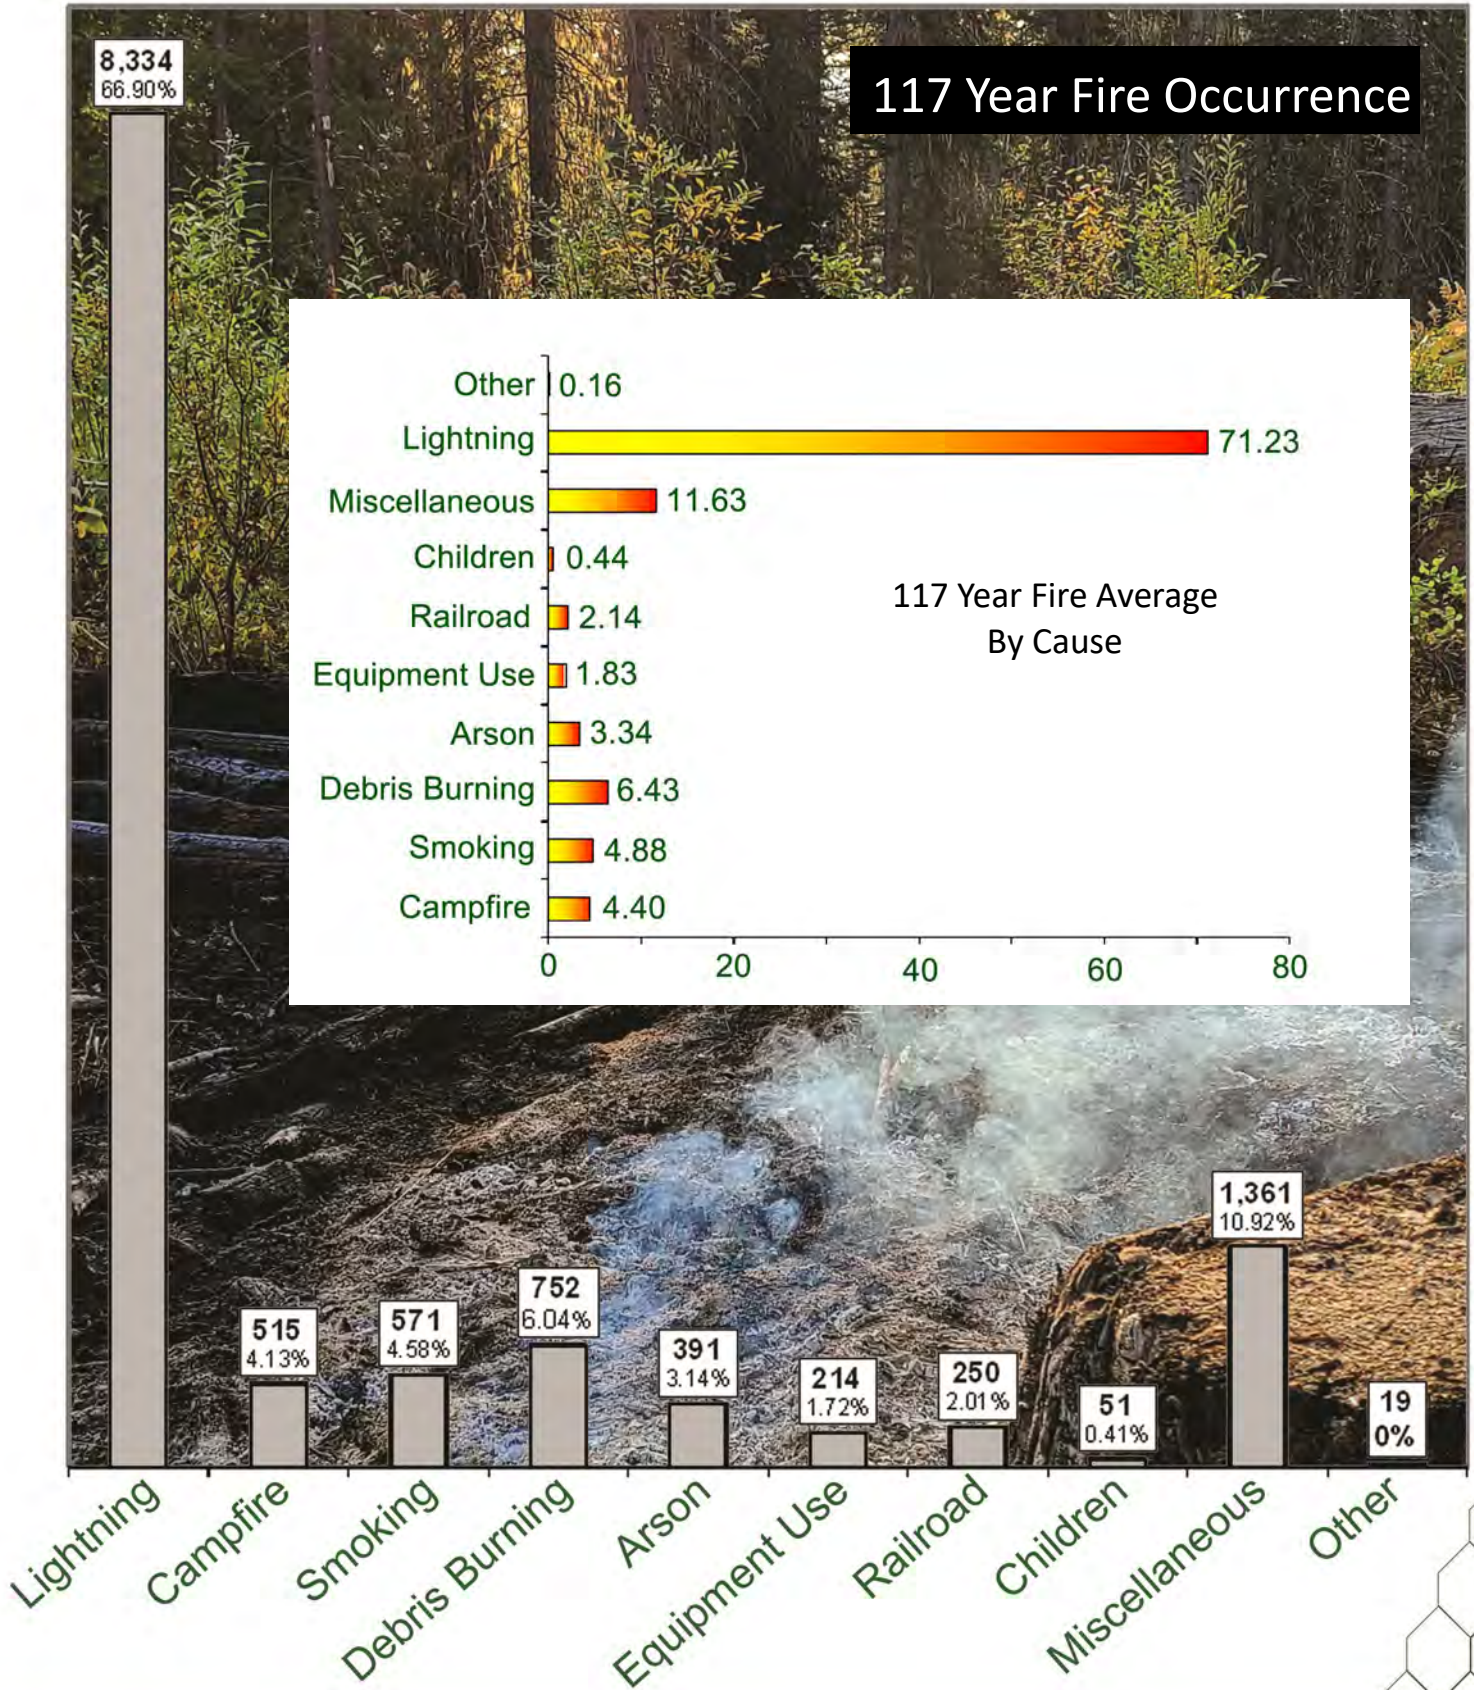 8,334
66.90%
117 Year Fire Occurrence
Other 0.16
Lightning 71.23
Miscellaneous 11.63
Children 0.44
Railroad 2.14
Equipment Use 1.83
Arson 3.34
Debris Burning 6.43
Smoking 4.88
Campfire 4.40
0 20 40 60 80
117 Year Fire Average
By Cause
515
4.13%
571
4.58%
752
6.04%
391
3.14%
214
1.72%
250
2.01%
51
0.41%
1,361
10.92%
19
0%
Lightning
Campfire
Smoking
Debris Burning
Arson
Equipment Use
Railroad
Children
Miscellaneous
Other